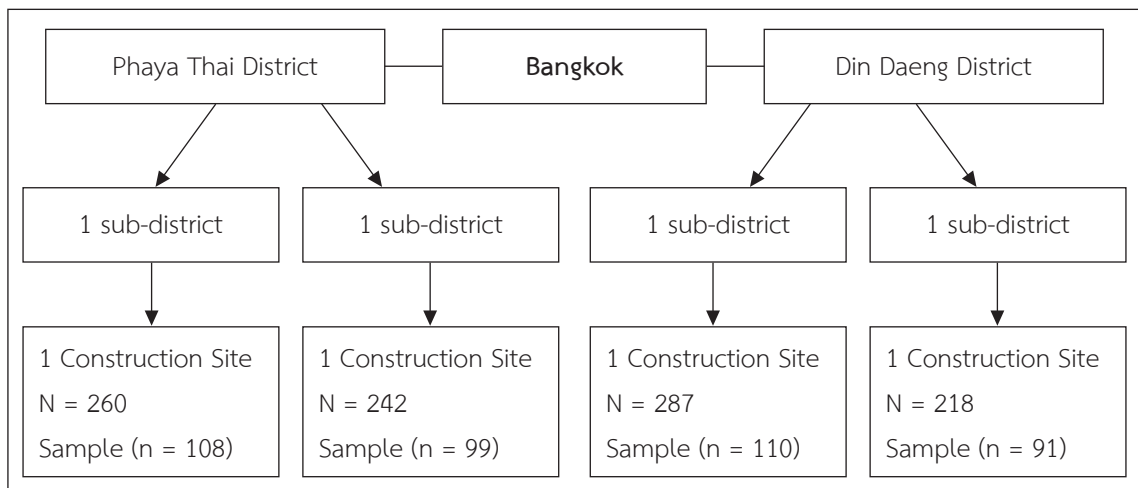 Phaya Thai District
Bangkok
Din Daeng District
1 sub-district
1 sub-district
1 sub-district
1 sub-district
1 Construction Site
N = 260
Sample (n = 108)
1 Construction Site
N = 242
Sample (n = 99)
1 Construction Site
N = 287
Sample (n = 110)
1 Construction Site
N = 218
Sample (n = 91)